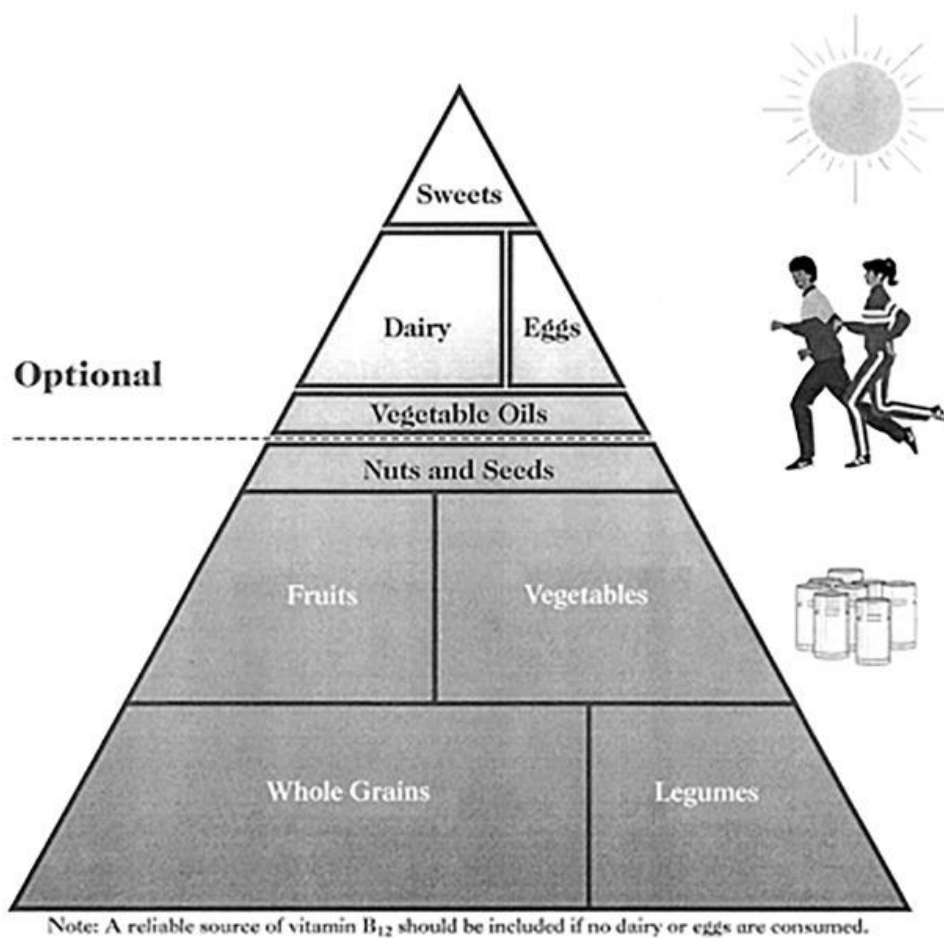 Sweets
Dairy Eggs
Optional
Vegetable Oils
Nuts and Seeds
Fruits Vegetables
Whole Grains Legumes
Note: A reliable source of vitamin B₁₂ should be included if no dairy or eggs are consumed.